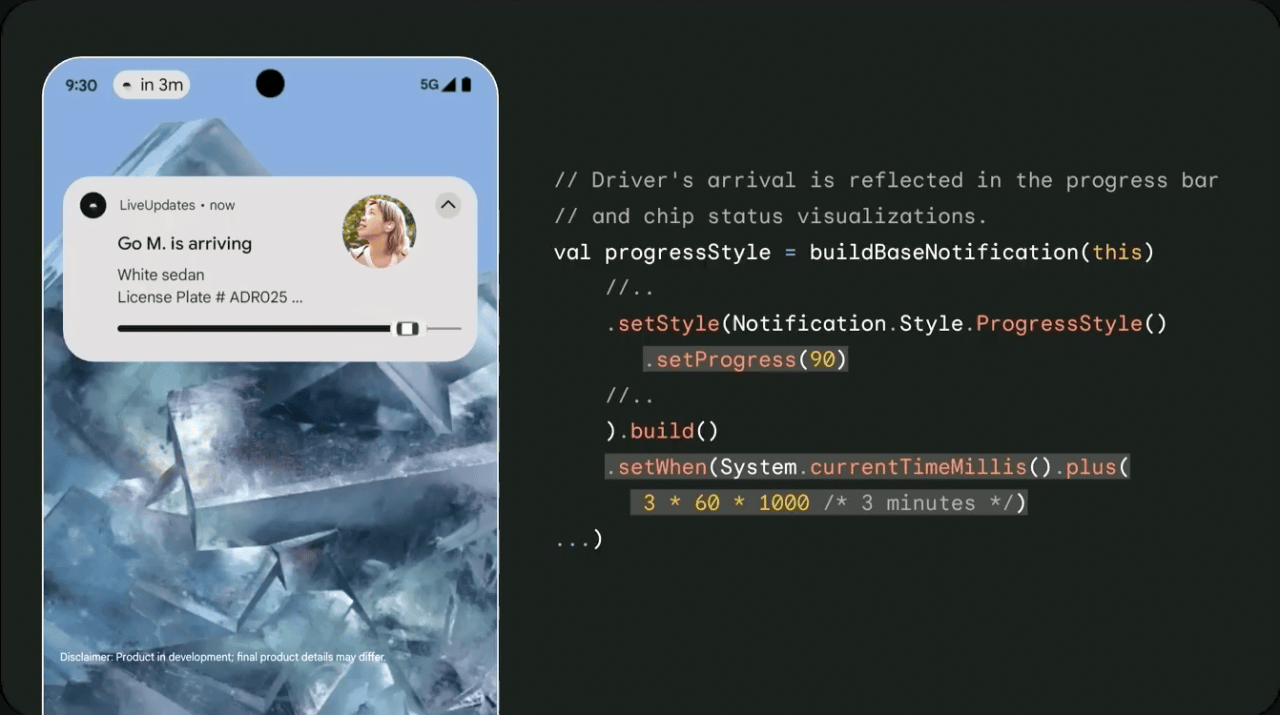 9:30 in 3m 5G
LiveUpdates • now
Go M. is arriving
White sedan
License Plate # ADR025 ...
Disclaimer: Product in development; final product details may differ.
// Driver's arrival is reflected in the progress bar
// and chip status visualizations.
val progressStyle = buildBaseNotification(this)
//..
.setStyle(Notification.Style.ProgressStyle()
.setProgress(90)
//..
).build()
.setWhen(System.currentTimeMillis().plus(
3 * 60 * 1000 /* 3 minutes */)
...)